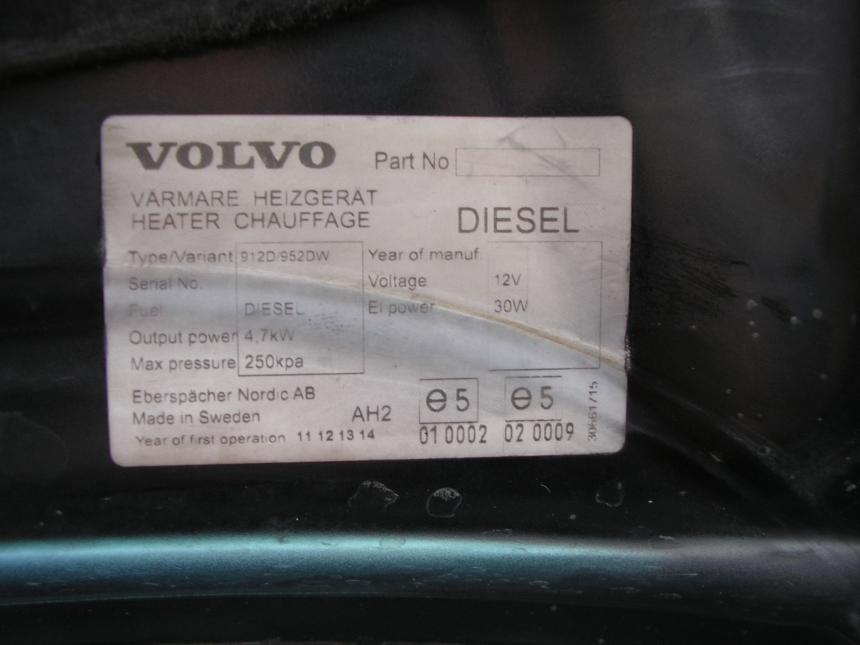 VOLVO Part No
VÄRMARE HEIZGERÄT
HEATER CHAUFFAGE DIESEL
Type/Variant 912D/952DW Year of manuf
Serial No. Voltage 12V
Fuel DIESEL El power 30W
Output power 4,7kW
Max pressure 250kpa
Eberspächer Nordic AB
Made in Sweden AH2 e5 e5
Year of first operation 11 12 13 14 01 0002 02 0009
30661715